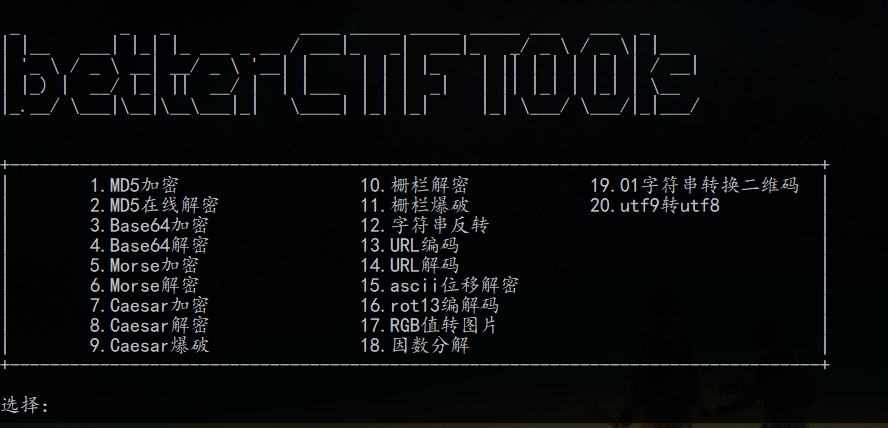 betterCTFTOOls
1.MD5加密 10.栅栏解密 19.01字符串转换二维码
2.MD5在线解密 11.栅栏爆破 20.utf9转utf8
3.Base64加密 12.字符串反转
4.Base64解密 13.URL编码
5.Morse加密 14.URL解码
6.Morse解密 15.ascii位移解密
7.Caesar加密 16.rot13编解码
8.Caesar解密 17.RGB值转图片
9.Caesar爆破 18.因数分解
选择: